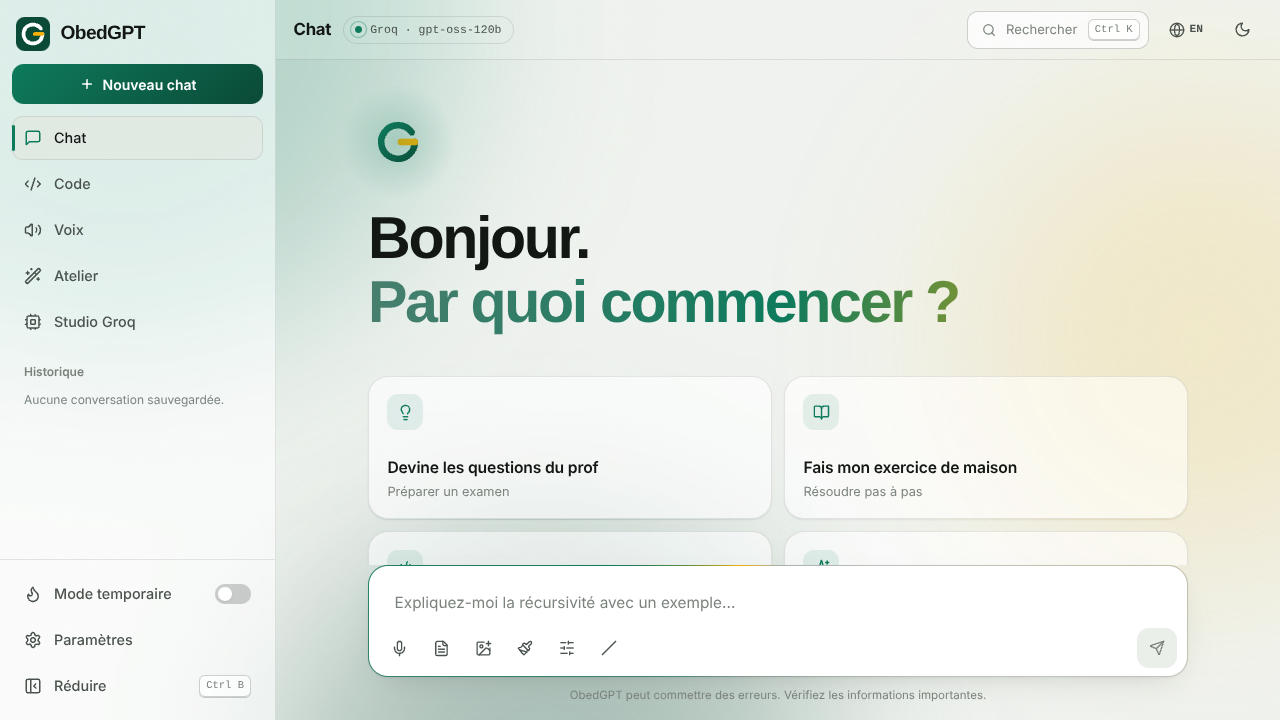 ObedGPT
Nouveau chat
Chat
Code
Voix
Atelier
Studio Groq
Historique
Aucune conversation sauvegardée.
Mode temporaire
Paramètres
Réduire
Ctrl B
Chat
Groq · gpt-oss-120b
Rechercher
Ctrl K
EN
Bonjour.
Par quoi commencer ?
Devine les questions du prof
Préparer un examen
Fais mon exercice de maison
Résoudre pas à pas
Expliquez-moi la récursivité avec un exemple…
ObedGPT peut commettre des erreurs. Vérifiez les informations importantes.